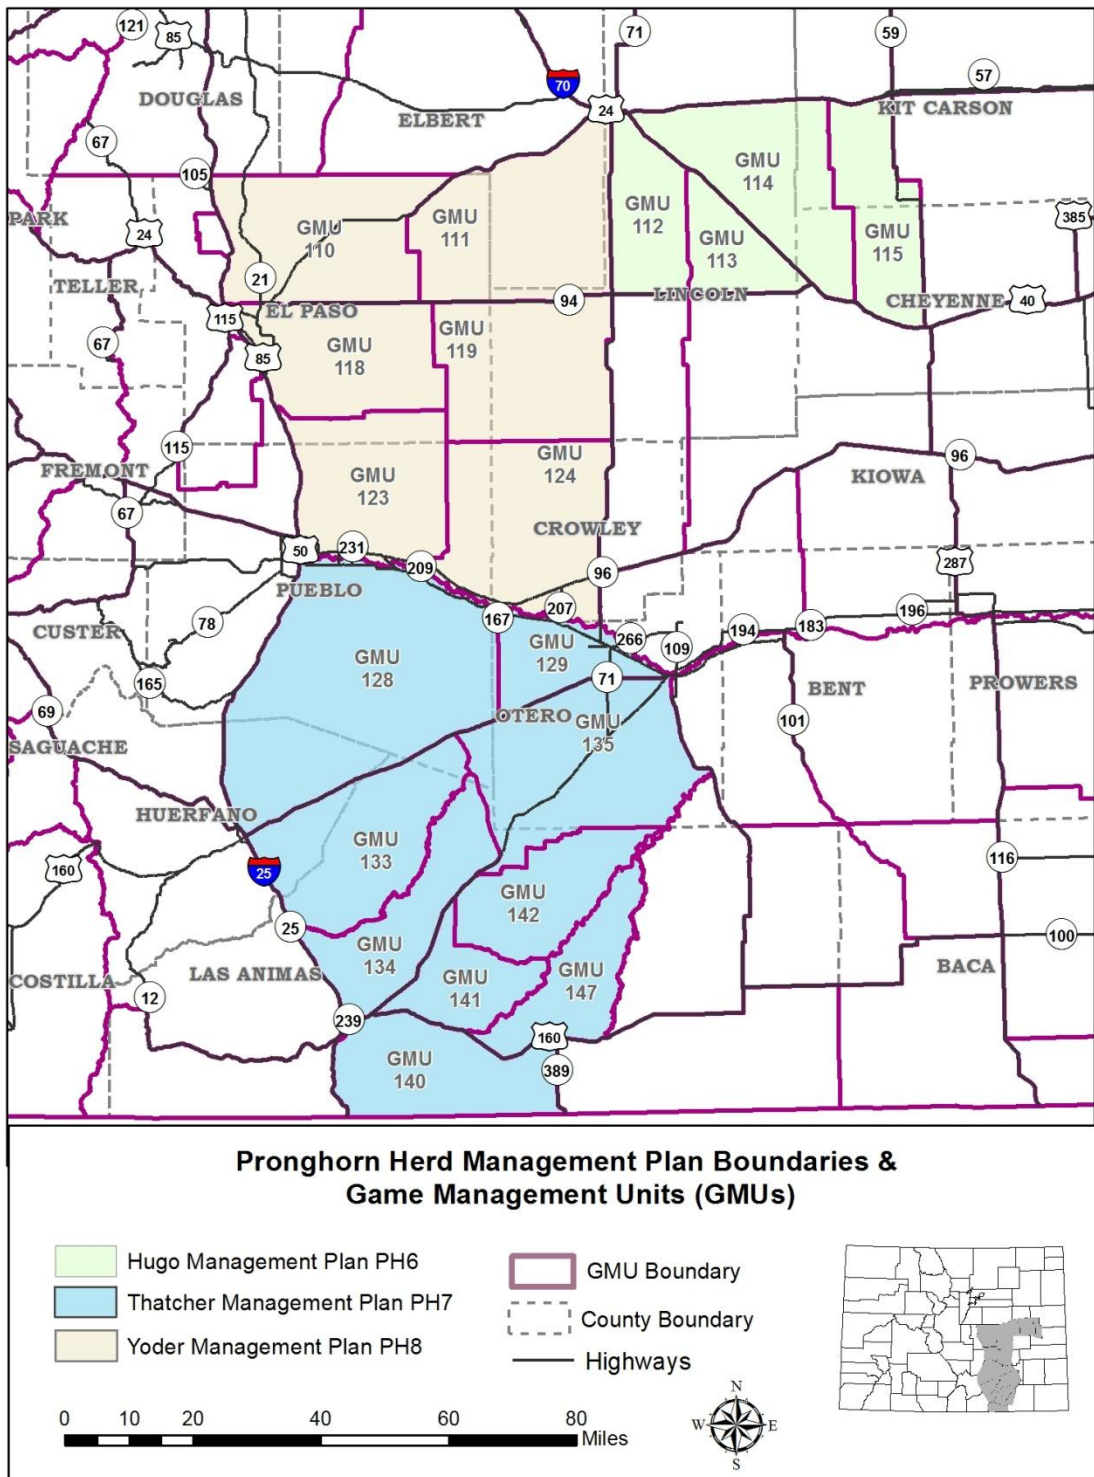 121
85
71
59
70
57
DOUGLAS
24
KIT CARSON
ELBERT
67
GMU
114
105
GMU
112
PARK
24
GMU
110
GMU
111
385
GMU
113
GMU
115
21
TELLER
LINCOLN
CHEYENNE
40
94
EL PASO
115
GMU
119
67
85
GMU
118
115
96
GMU
124
FREMONT
KIOWA
GMU
123
67
CROWLEY
50
231
209
96
287
PUEBLO
207
167
196
78
183
CUSTER
194
266
GMU
129
109
GMU
128
165
71
BENT
PROWERS
69
OTERO
101
GMU
135
SAGUACHE
HUERFANO
GMU
133
116
160
25
GMU
142
25
100
GMU
134
LAS ANIMAS
BACA
COSTILLA
GMU
141
GMU
147
12
239
160
GMU
140
389
Pronghorn Herd Management Plan Boundaries &
Game Management Units (GMUs)
Hugo Management Plan PH6
Thatcher Management Plan PH7
Yoder Management Plan PH8
GMU Boundary
County Boundary
Highways
0 10 20 40 60 80
Miles
N
W E
S